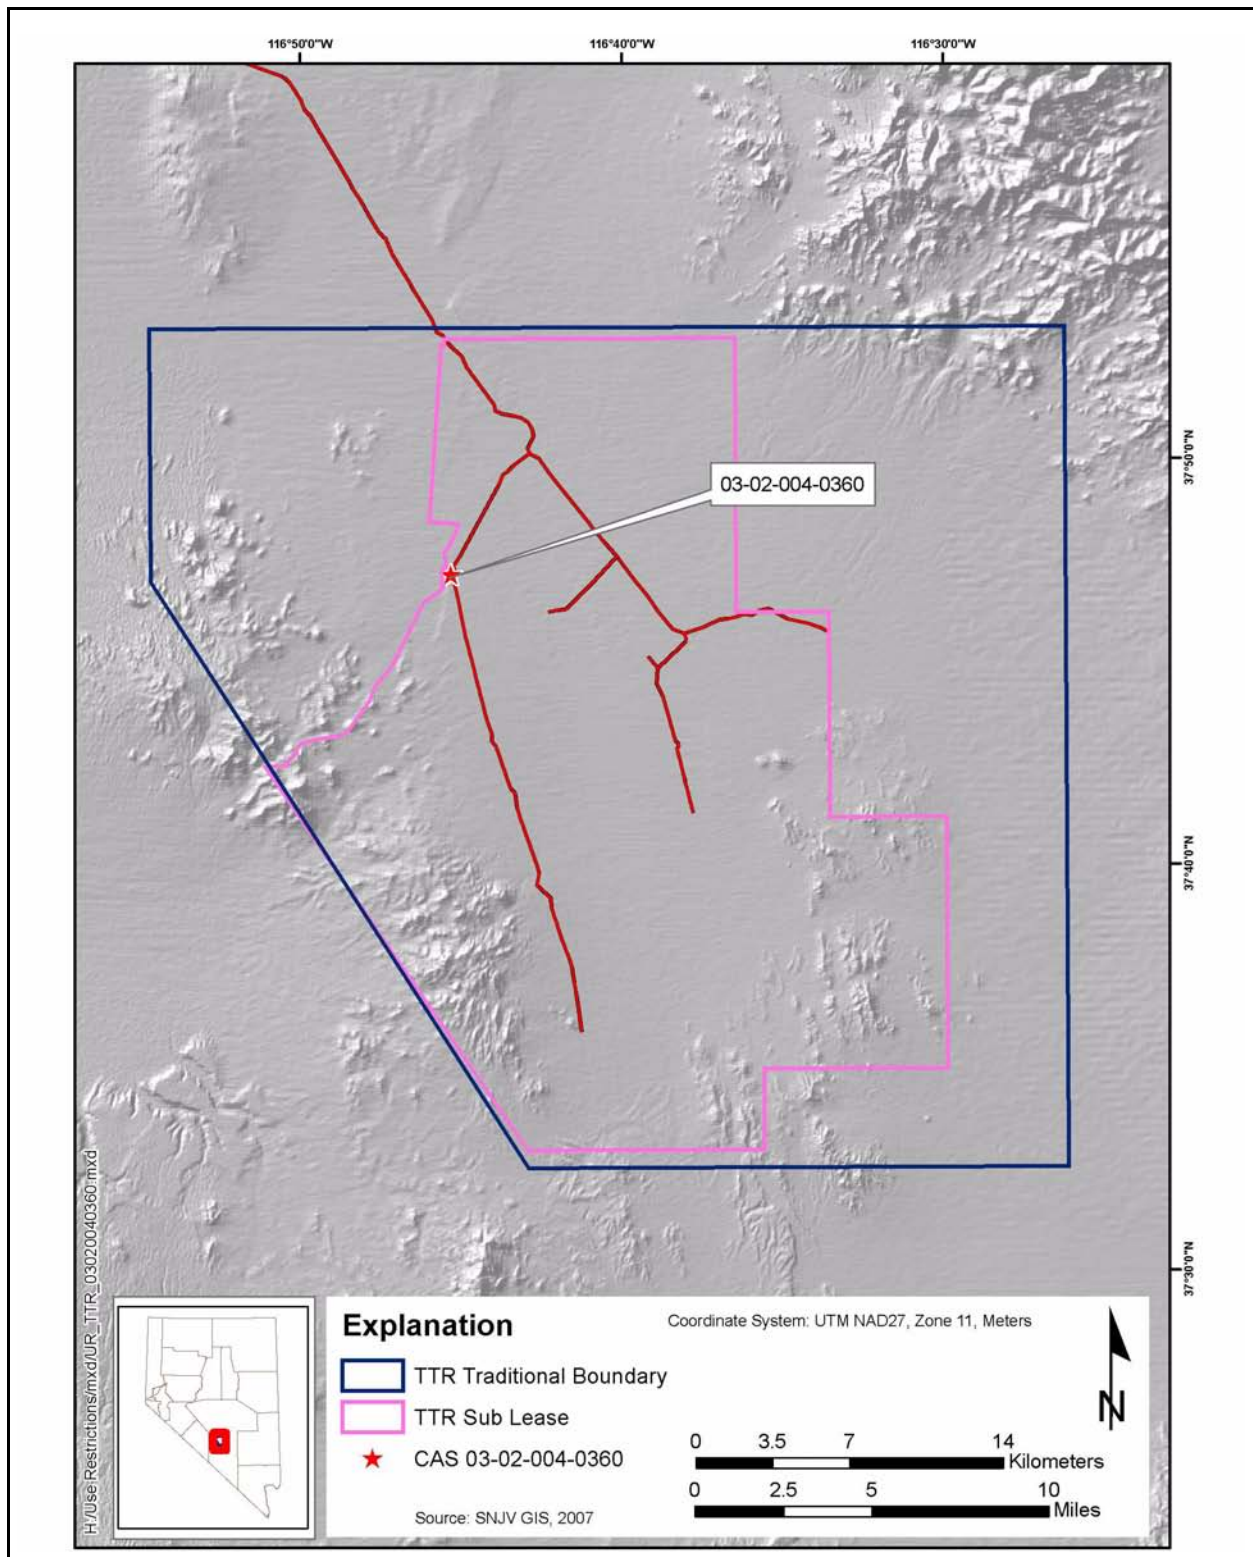 116°50'0"W
116°40'0"W
116°30'0"W
37°50'0"N
03-02-004-0360
37°40'0"N
37°30'0"N
H:/Use Restrictions/mxd/UR_TTR_03020040360.mxd
Explanation
Coordinate System: UTM NAD27, Zone 11, Meters
TTR Traditional Boundary
TTR Sub Lease
CAS 03-02-004-0360
Source: SNJV GIS, 2007
N
0 3.5 7 14
Kilometers
0 2.5 5 10
Miles